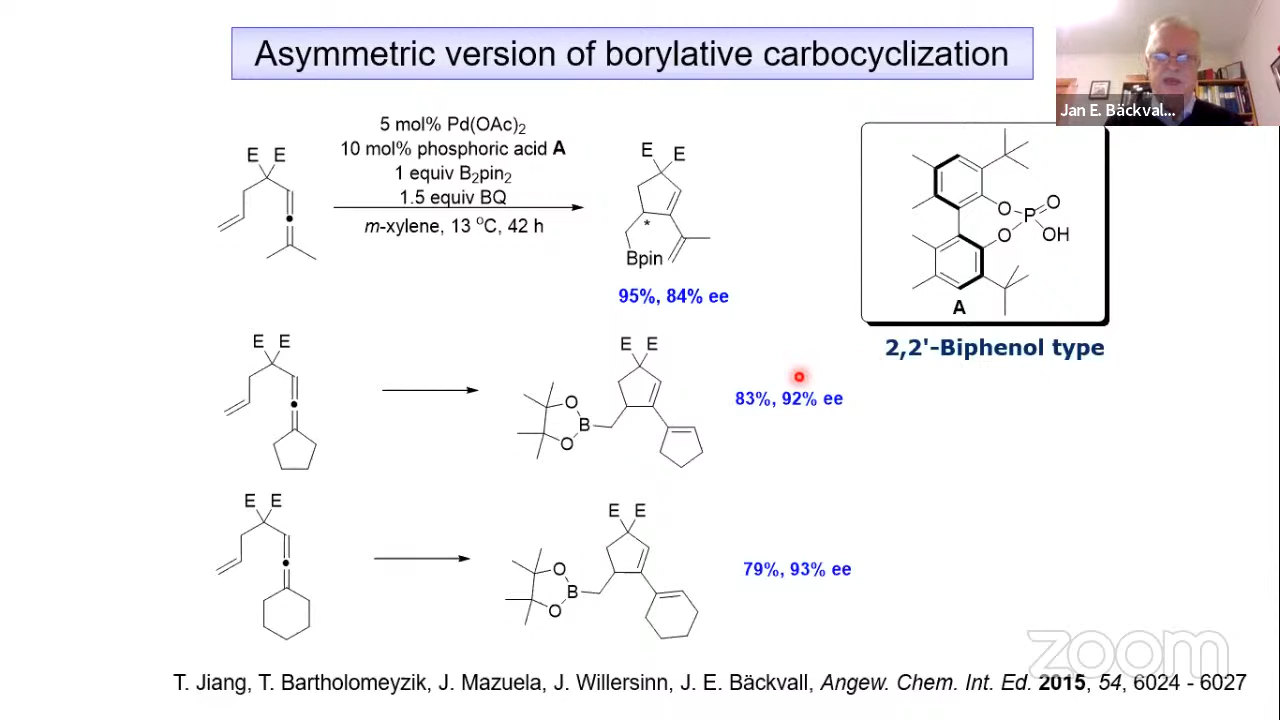 Asymmetric version of borylative carbocyclization
Jan E. Bäckval...
5 mol% Pd(OAc)₂
10 mol% phosphoric acid A
1 equiv B₂pin₂
1.5 equiv BQ
m-xylene, 13 ºC, 42 h
E E
E E
*
Bpin
95%, 84% ee
O
P
O
O
OH
A
2,2'-Biphenol type
E E
E E
O
B
O
83%, 92% ee
E E
E E
O
B
O
79%, 93% ee
zoom
T. Jiang, T. Bartholomeyzik, J. Mazuela, J. Willersinn, J. E. Bäckvall, Angew. Chem. Int. Ed. 2015, 54, 6024 - 6027